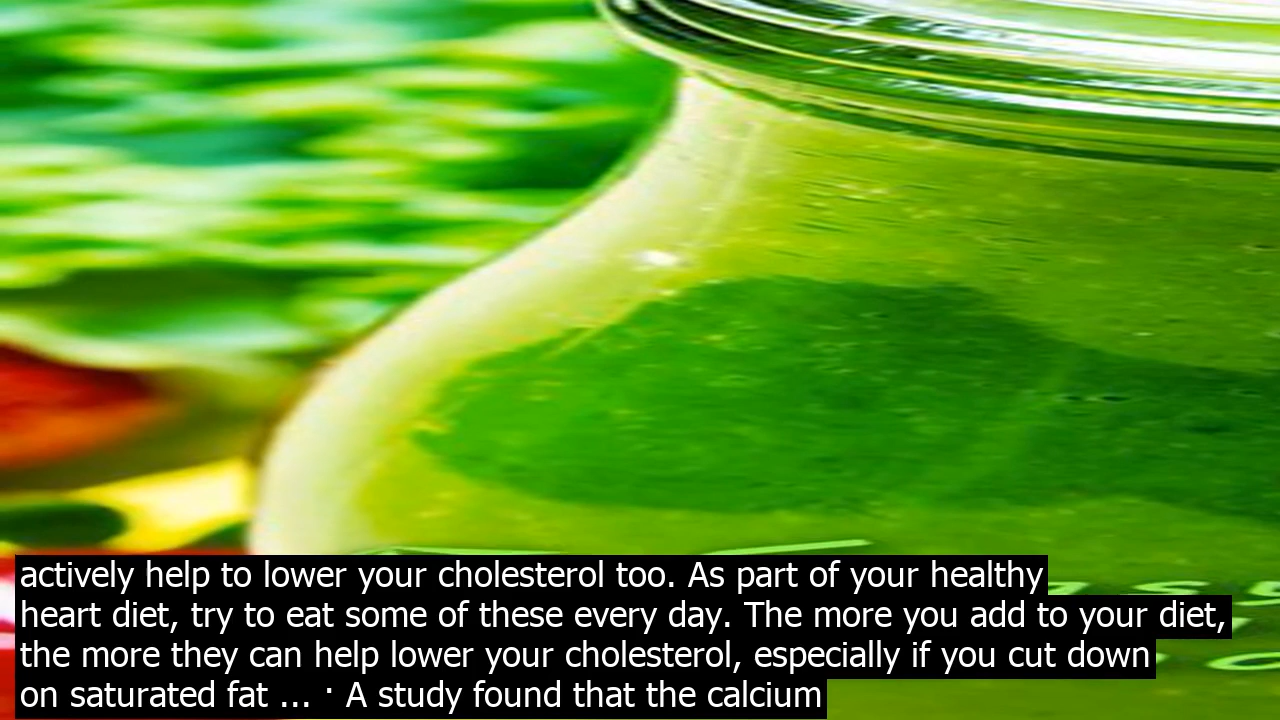 actively help to lower your cholesterol too. As part of your healthy
heart diet, try to eat some of these every day. The more you add to your diet,
the more they can help lower your cholesterol, especially if you cut down
on saturated fat ... · A study found that the calcium